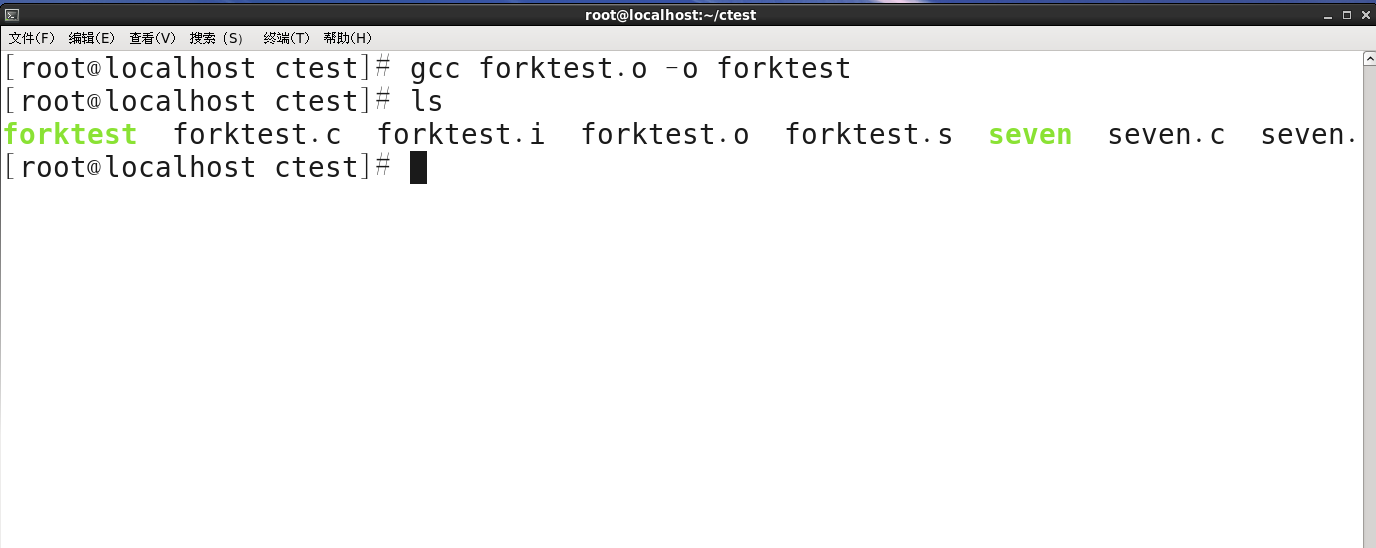 root@localhost:~/ctest
文件(F) 编辑(E) 查看(V) 搜索 (S) 终端(T) 帮助(H)
[root@localhost ctest]# gcc forktest.o -o forktest
[root@localhost ctest]# ls
forktest forktest.c forktest.i forktest.o forktest.s seven seven.c seven.
[root@localhost ctest]#